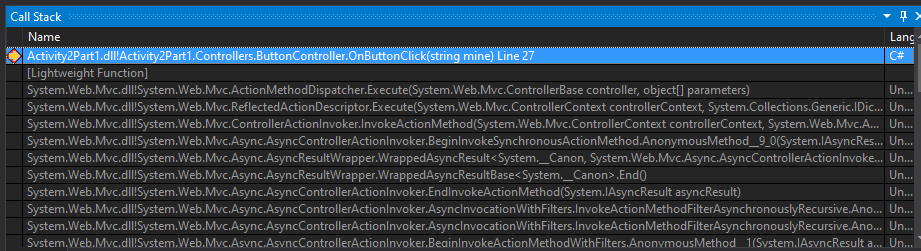 Call Stack
Name Lang
Activity2Part1.dll!Activity2Part1.Controllers.ButtonController.OnButtonClick(string mine) Line 27 C#
[Lightweight Function]
System.Web.Mvc.dll!System.Web.Mvc.ActionMethodDispatcher.Execute(System.Web.Mvc.ControllerBase controller, object[] parameters) Un...
System.Web.Mvc.dll!System.Web.Mvc.ReflectedActionDescriptor.Execute(System.Web.Mvc.ControllerContext controllerContext, System.Collections.Generic.IDic... Un...
System.Web.Mvc.dll!System.Web.Mvc.ControllerActionInvoker.InvokeActionMethod(System.Web.Mvc.ControllerContext controllerContext, System.Web.Mvc.A... Un...
System.Web.Mvc.dll!System.Web.Mvc.Async.AsyncControllerActionInvoker.BeginInvokeSynchronousActionMethod.AnonymousMethod__9_0(System.IAsyncRes... Un...
System.Web.Mvc.dll!System.Web.Mvc.Async.AsyncResultWrapper.WrappedAsyncResult<System.__Canon, System.Web.Mvc.Async.AsyncControllerActionInvoke... Un...
System.Web.Mvc.dll!System.Web.Mvc.Async.AsyncResultWrapper.WrappedAsyncResultBase<System.__Canon>.End() Un...
System.Web.Mvc.dll!System.Web.Mvc.Async.AsyncControllerActionInvoker.EndInvokeActionMethod(System.IAsyncResult asyncResult) Un...
System.Web.Mvc.dll!System.Web.Mvc.Async.AsyncControllerActionInvoker.AsyncInvocationWithFilters.InvokeActionMethodFilterAsynchronouslyRecursive.Ano... Un...
System.Web.Mvc.dll!System.Web.Mvc.Async.AsyncControllerActionInvoker.AsyncInvocationWithFilters.InvokeActionMethodFilterAsynchronouslyRecursive.Ano... Un...
System.Web.Mvc.dll!System.Web.Mvc.Async.AsyncControllerActionInvoker.BeginInvokeActionMethodWithFilters.AnonymousMethod__1(System.IAsyncResult a... Un...